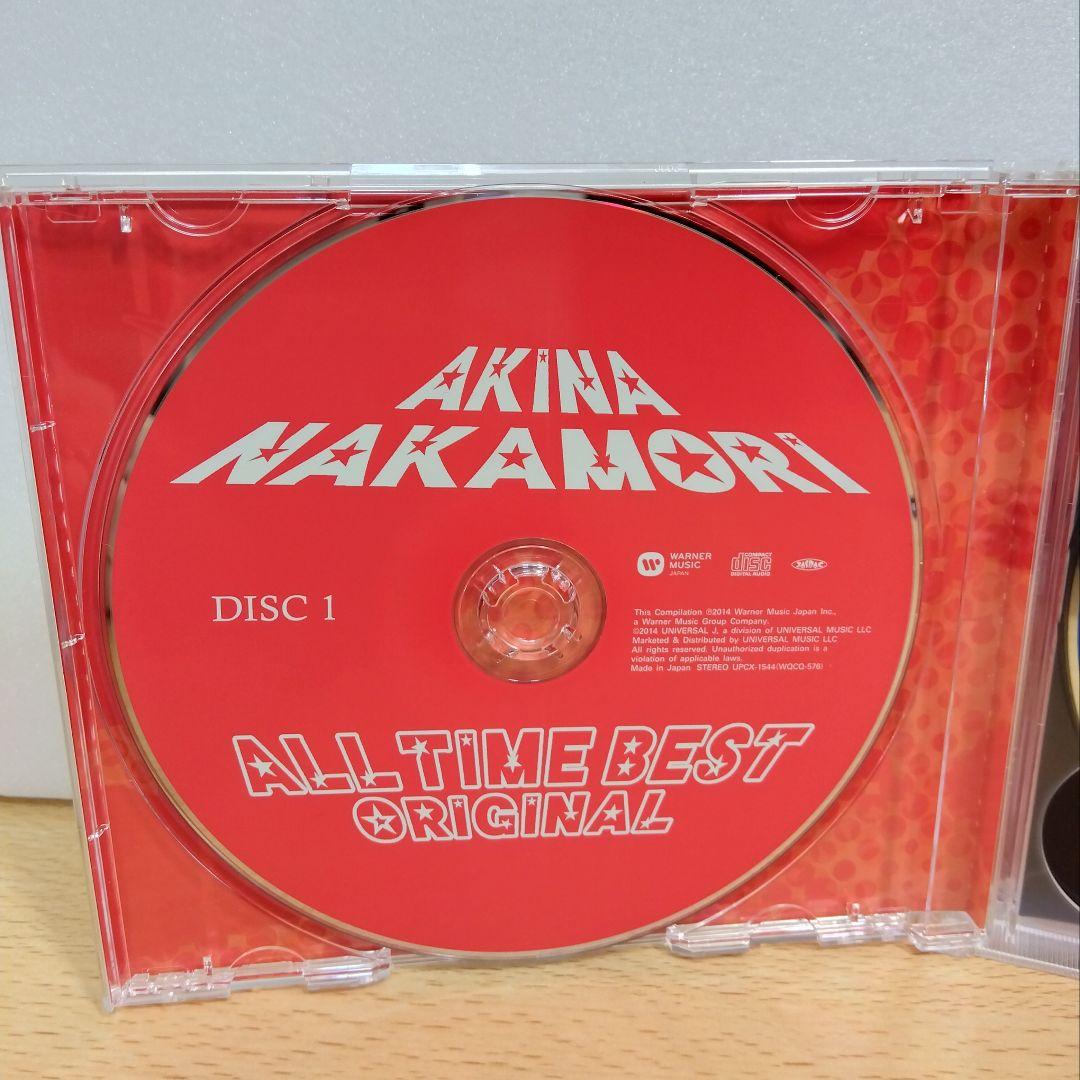 AKINA
NAKAMORI
WARNER
MUSIC
JAPAN
COMPACT
disc
DIGITAL AUDIO
DISC 1
This Compilation ℗2014 Warner Music Japan Inc.,
a Warner Music Group Company.
©2014 UNIVERSAL J, a division of UNIVERSAL MUSIC LLC
Marketed & Distributed by UNIVERSAL MUSIC LLC
All rights reserved. Unauthorized duplication is a
violation of applicable laws.
Made in Japan STEREO UPCX-1544(WQCQ-576)
ALL TIME BEST
ORIGINAL